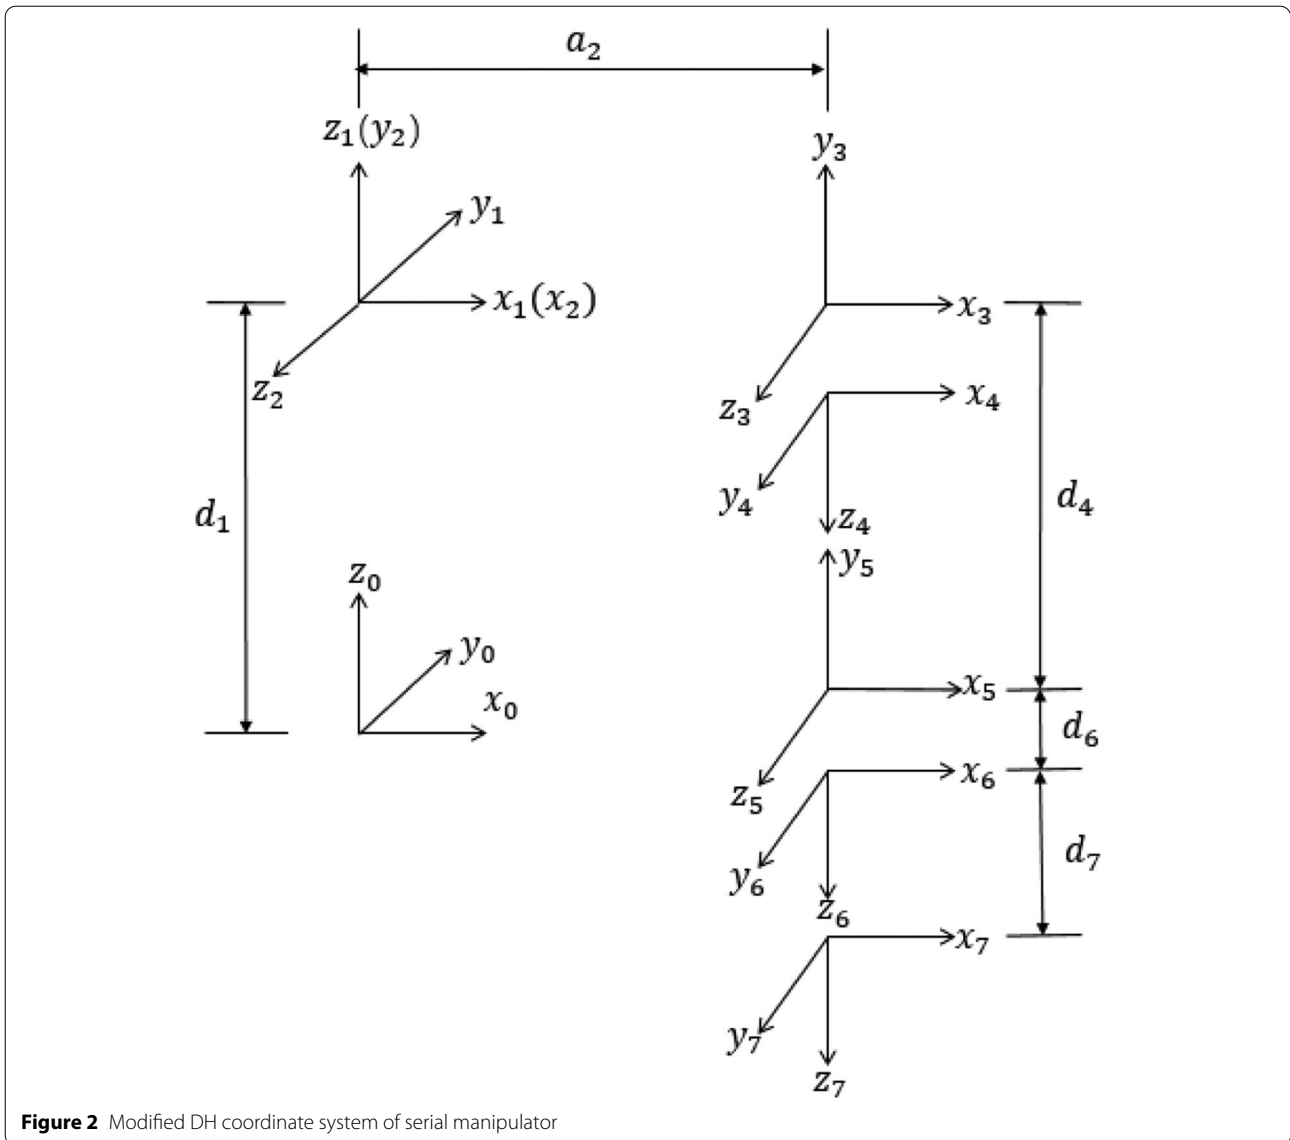 a₂
z₁(y₂)
y₃
y₁
x₁(x₂)
x₃
z₂
z₃
x₄
y₄
d₁
d₄
z₄
y₅
z₀
y₀
x₀
x₅
d₆
z₅
x₆
y₆
d₇
z₆
x₇
y₇
z₇
Figure 2 Modified DH coordinate system of serial manipulator